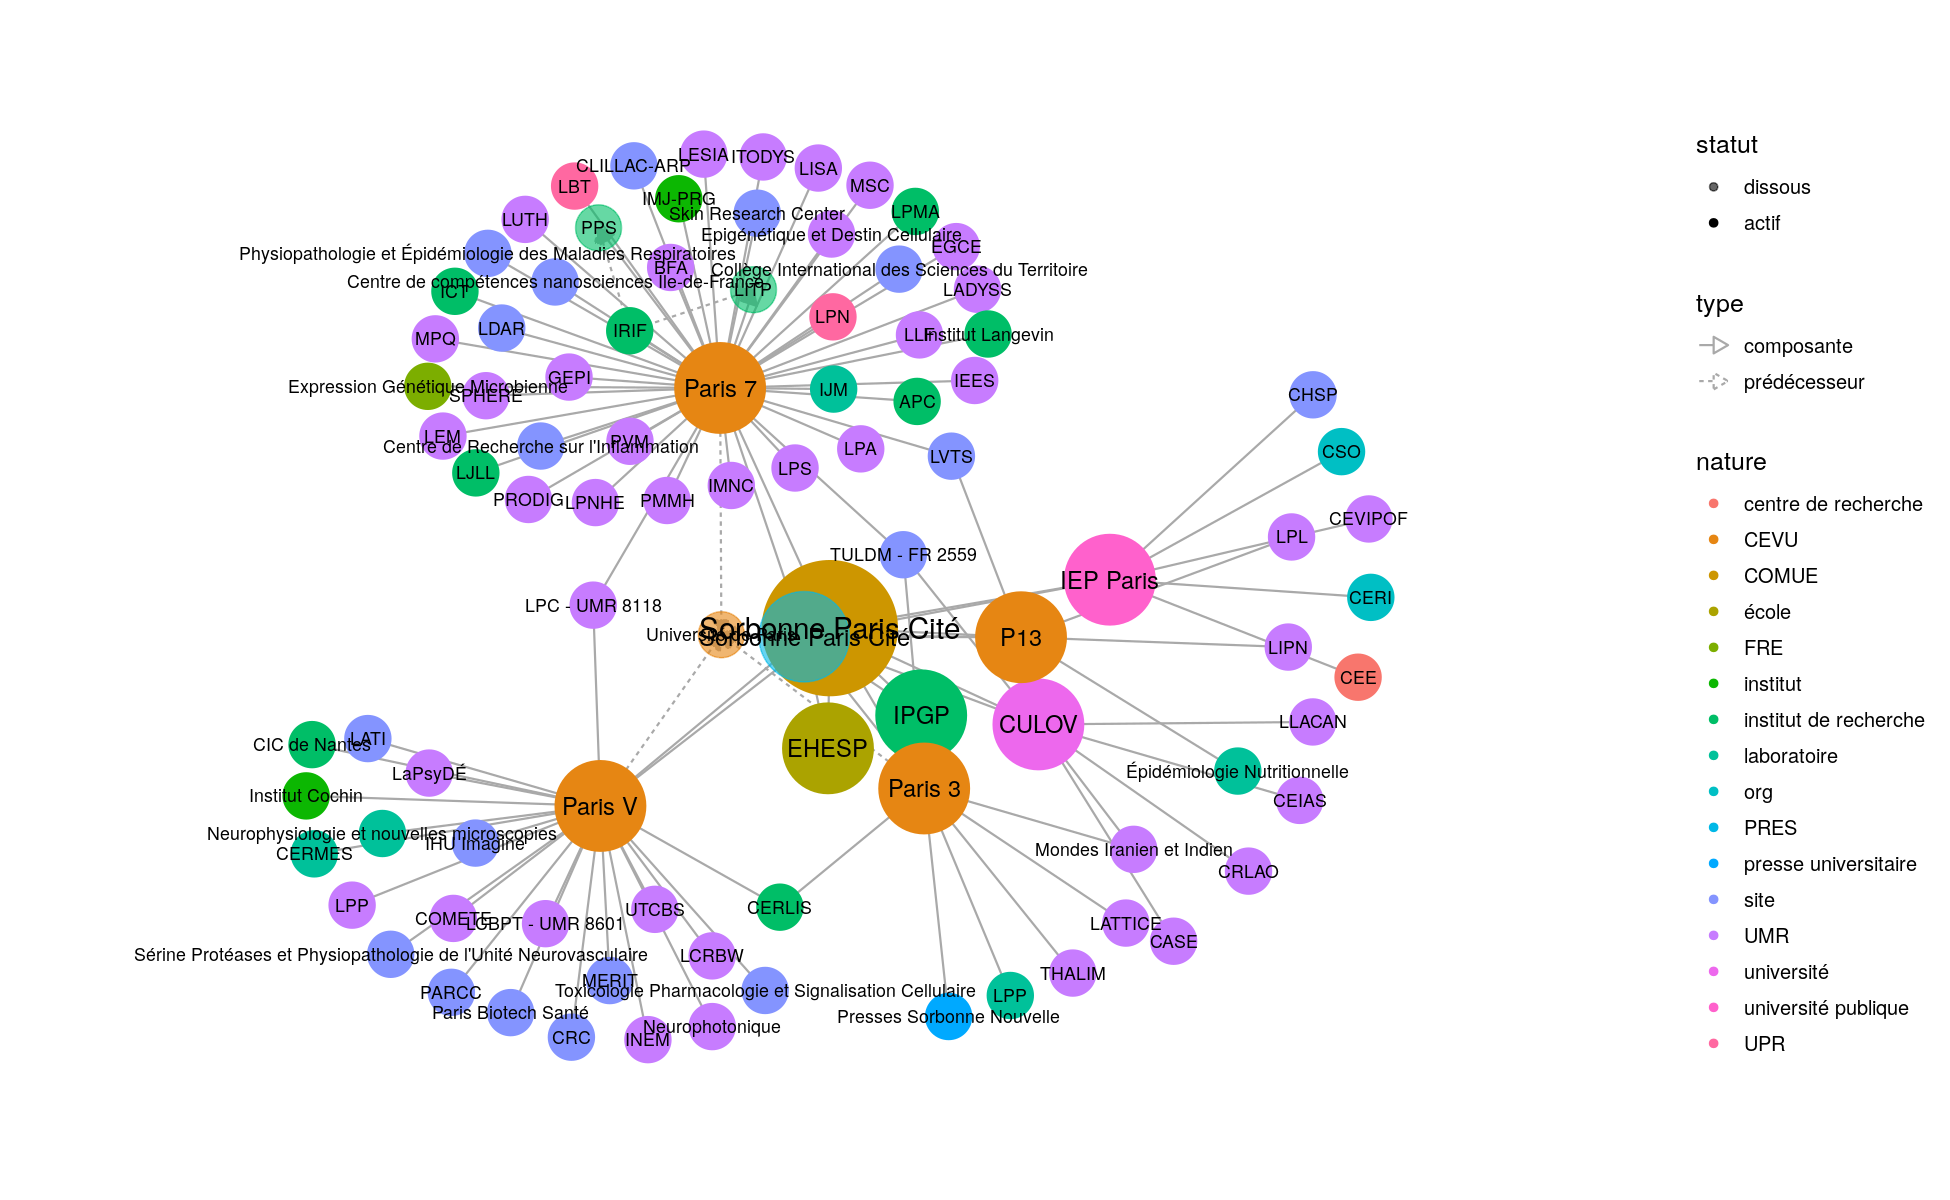 LESIA
ITODYS
CLILLAC-ARP
LISA
LBT
MSC
IMJ-PRG
LPMA
Skin Research Center
LUTH
PPS
Epigénétique et Destin Cellulaire
EGCE
Physiopathologie et Épidémiologie des Maladies Respiratoires
BFA
Collège International des Sciences du Territoire
Centre de compétences nanosciences Ile-de-France
ICT
LITP
LADYSS
LPN
LDAR
IRIF
LLF
Institut Langevin
MPQ
GEPI
IEES
Expression Génétique Microbienne
Paris 7
IJM
SPHERE
APC
CHSP
LEM
PVM
Centre de Recherche sur l'Inflammation
LPA
CSO
LVTS
LJLL
LPS
IMNC
PRODIG
LPNHE
PMMH
CEVIPOF
LPL
TULDM - FR 2559
IEP Paris
CERI
LPC - UMR 8118
Sorbonne Paris Cité
Université de Paris
Sorbonne Paris Cité
P13
LIPN
CEE
IPGP
CULOV
LLACAN
LATI
CIC de Nantes
EHESP
LaPsyDÉ
Épidémiologie Nutritionnelle
Paris 3
Institut Cochin
Paris V
CEIAS
Neurophysiologie et nouvelles microscopies
IHU Imagine
CERMES
Mondes Iranien et Indien
CRLAO
LPP
CERLIS
UTCBS
COMETE
LCBPT - UMR 8601
LATTICE
CASE
Sérine Protéases et Physiopathologie de l'Unité Neurovasculaire
LCRBW
THALIM
MERIT
PARCC
Toxicologie Pharmacologie et Signalisation Cellulaire
LPP
Paris Biotech Santé
Presses Sorbonne Nouvelle
Neurophotonique
CRC
INEM
statut
dissous
actif
type
composante
prédécesseur
nature
centre de recherche
CEVU
COMUE
école
FRE
institut
institut de recherche
laboratoire
org
PRES
presse universitaire
site
UMR
université
université publique
UPR